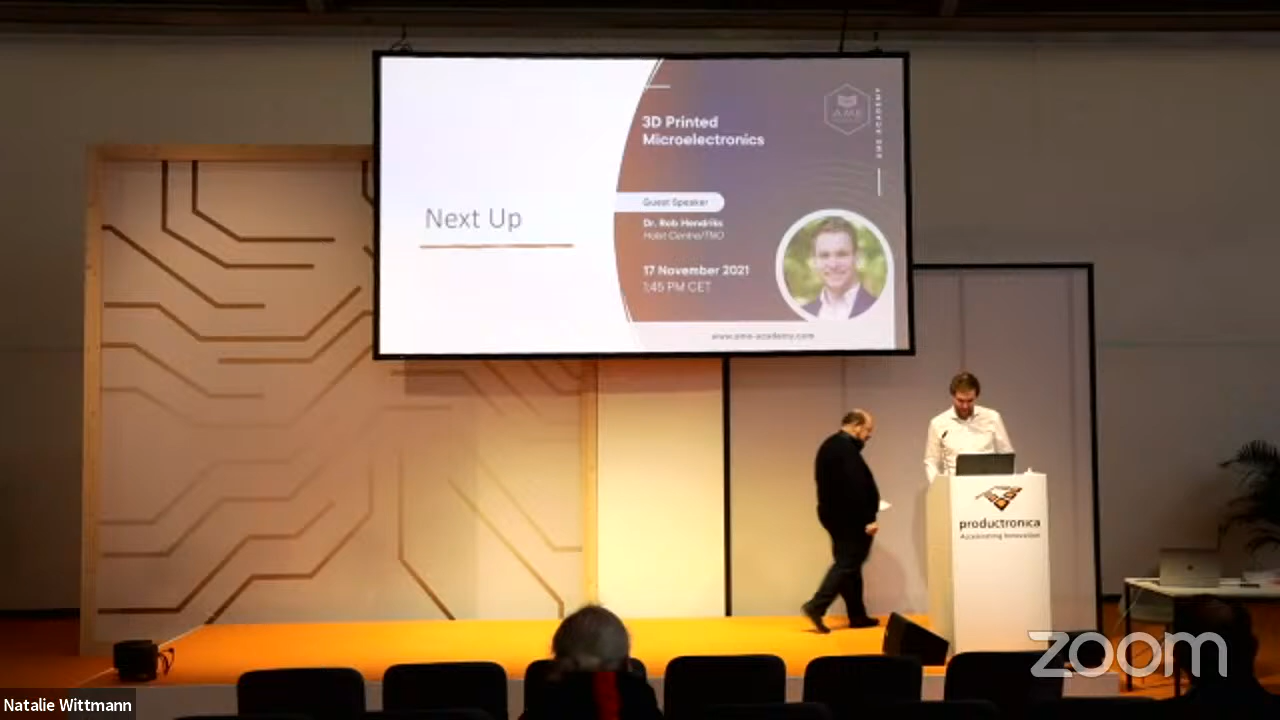 3D Printed
Microelectronics
AME
AME ACADEMY
Next Up
Guest Speaker
Dr. Rob Hendriks
Holst Centre/TNO
17 November 2021
1:45 PM CET
www.ame-academy.com
productronica
Accelerating Innovation
zoom
Natalie Wittmann